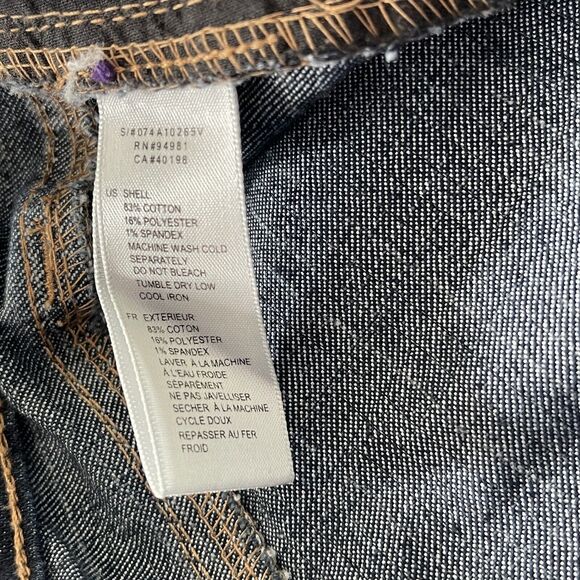 S/#074A10265V
RN#94981
CA#40198
US SHELL
83% COTTON
16% POLYESTER
1% SPANDEX
MACHINE WASH COLD
SEPARATELY
DO NOT BLEACH
TUMBLE DRY LOW
COOL IRON
FR EXTERIEUR
83% COTON
16% POLYESTER
1% SPANDEX
LAVER À LA MACHINE
À L'EAU FROIDE
SÉPARÉMENT
NE PAS JAVELLISER
SECHER À LA MACHINE
CYCLE DOUX
REPASSER AU FER
FROID